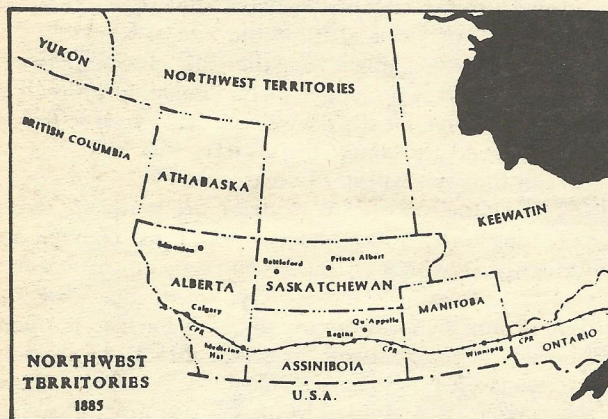 YUKON
NORTHWEST TERRITORIES
BRITISH COLUMBIA
ATHABASKA
KEEWATIN
Edmonton
Battleford
Prince Albert
ALBERTA
SASKATCHEWAN
MANITOBA
Calgary
Qu'Appelle
CPR
Regina
Medicine
Hat
CPR
Winnipeg
CPR
ONTARIO
ASSINIBOIA
U.S.A.
NORTHWEST
TERRITORIES
1885